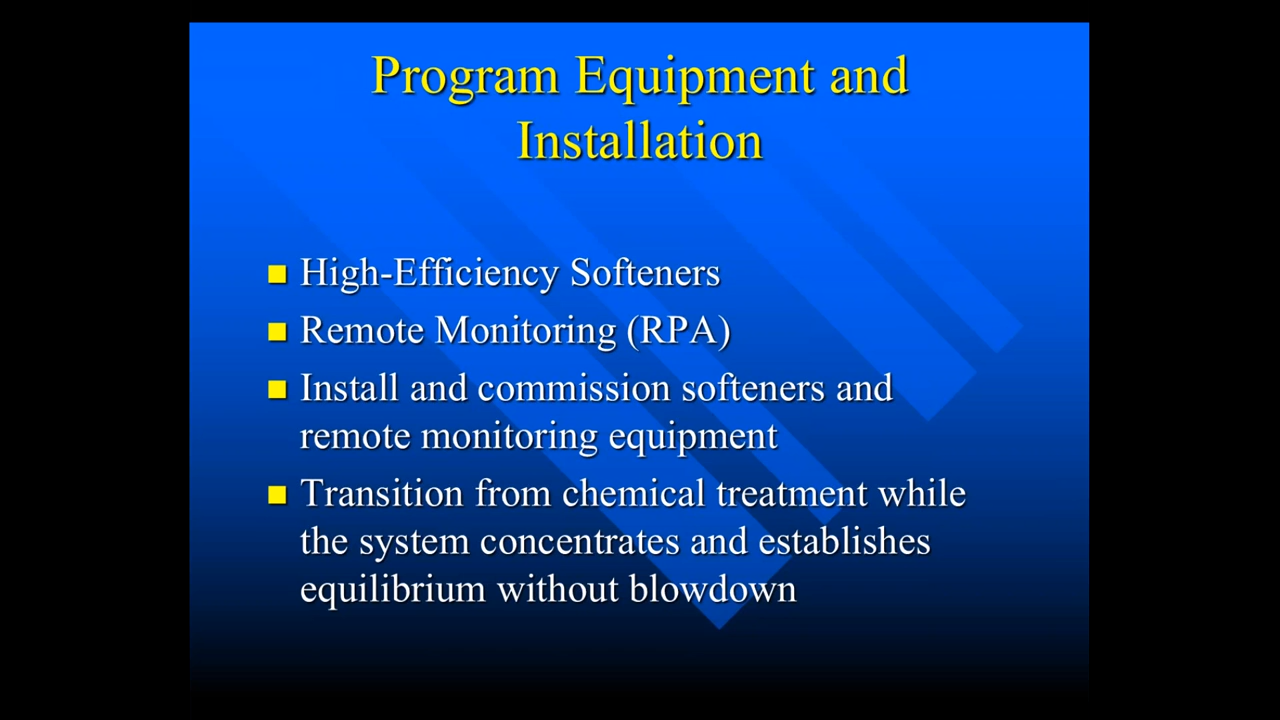 Program Equipment and
Installation
High-Efficiency Softeners
Remote Monitoring (RPA)
Install and commission softeners and
remote monitoring equipment
Transition from chemical treatment while
the system concentrates and establishes
equilibrium without blowdown